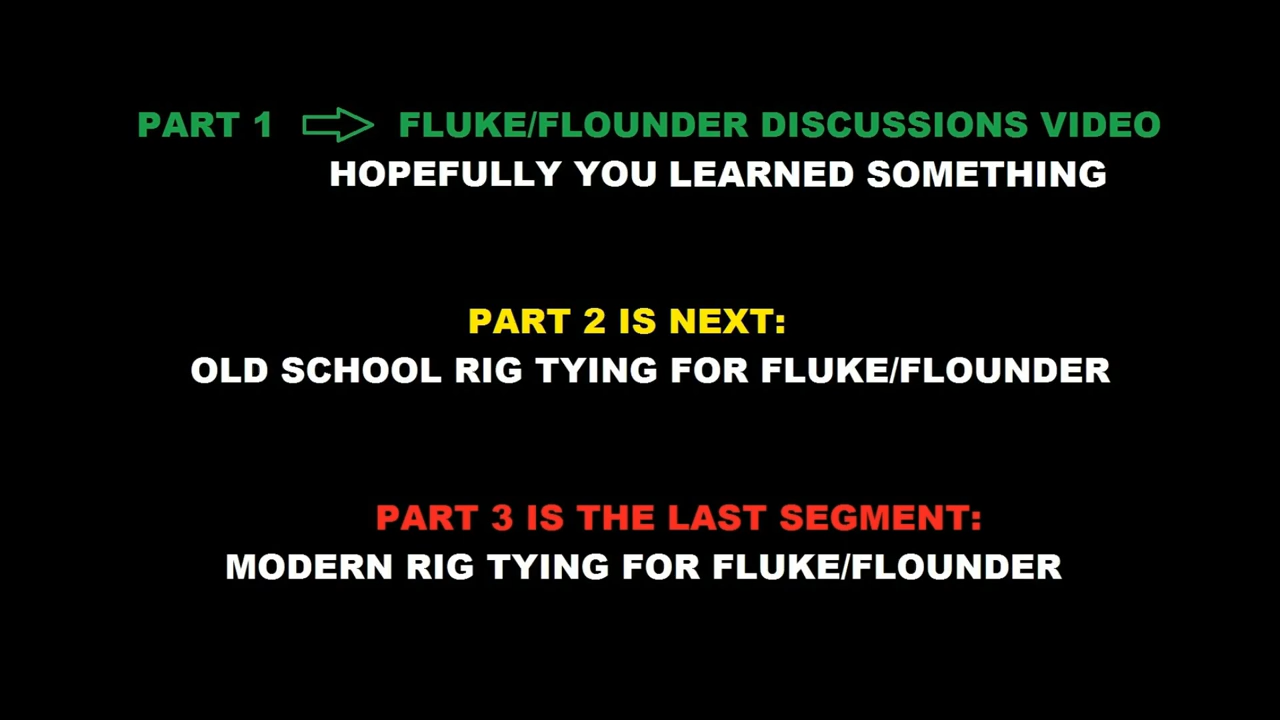 PART 1 ⇨ FLUKE/FLOUNDER DISCUSSIONS VIDEO
HOPEFULLY YOU LEARNED SOMETHING
PART 2 IS NEXT:
OLD SCHOOL RIG TYING FOR FLUKE/FLOUNDER
PART 3 IS THE LAST SEGMENT:
MODERN RIG TYING FOR FLUKE/FLOUNDER